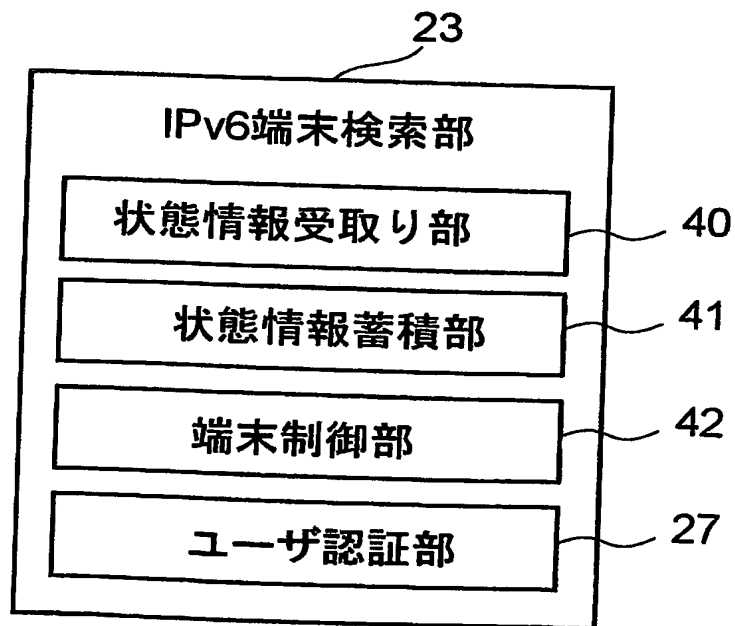 23
IPv6端末検索部
状態情報受取り部 40
状態情報蓄積部 41
端末制御部 42
ユーザ認証部 27